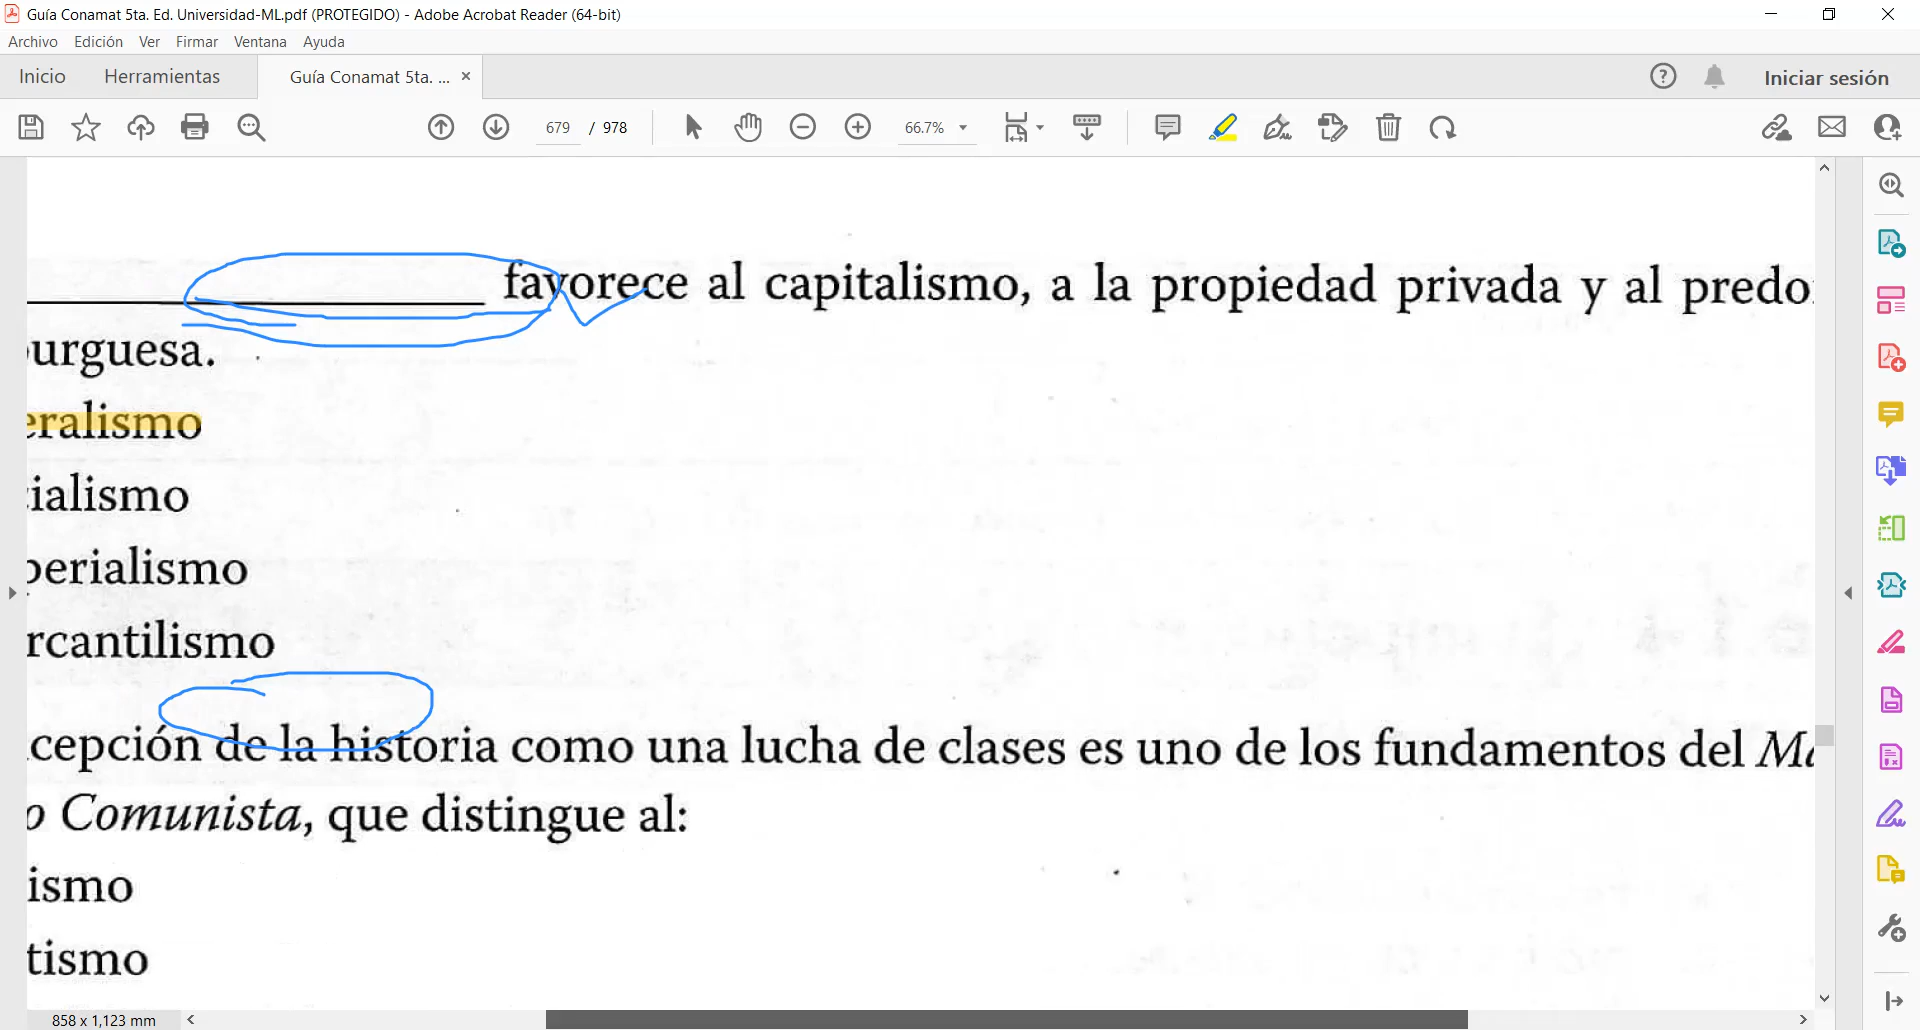 Guía Conamat 5ta. Ed. Universidad-ML.pdf (PROTEGIDO) - Adobe Acrobat Reader (64-bit)
Archivo Edición Ver Firmar Ventana Ayuda
Inicio Herramientas Guía Conamat 5ta. ... × Iniciar sesión
679 / 978 66.7%
favorece al capitalismo, a la propiedad privada y al predo
urguesa.
eralismo
ialismo
perialismo
rcantilismo
cepción de la historia como una lucha de clases es uno de los fundamentos del Ma
o Comunista, que distingue al:
ismo
tismo
858 x 1,123 mm